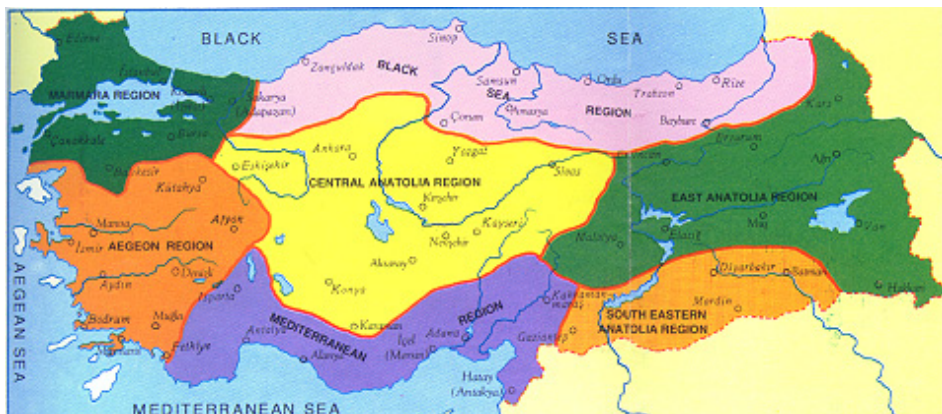 BLACK
SEA
Edirne
Istanbul
Zonguldak
Sinop
BLACK
SEA
REGION
Samsun
Ordu
Trabzon
Rize
Kars
MARMARA REGION
Sakarya
(Adapazarı)
Çorum
Amasya
Bayburt
Çanakkale
Bursa
Balıkesir
Eskişehir
Ankara
Yozgat
Sivas
Erzurum
Ağrı
Kütahya
CENTRAL ANATOLIA REGION
Kırşehir
EAST ANATOLIA REGION
Manisa
Afyon
Kayseri
Elazığ
Muş
Van
İzmir
AEGEON REGION
Nevşehir
Malatya
Aksaray
Diyarbakır
Batman
Aydın
Isparta
Konya
Kahraman-
maraş
Mardin
Hakkari
Bodrum
Muğla
Karaman
Adana
SOUTH EASTERN
ANATOLIA REGION
Gaziantep
Antalya
MEDITERRANEAN
REGION
İçel
(Mersin)
Fethiye
Alanya
Hatay
(Antakya)
AEGEAN SEA
MEDITERRANEAN SEA